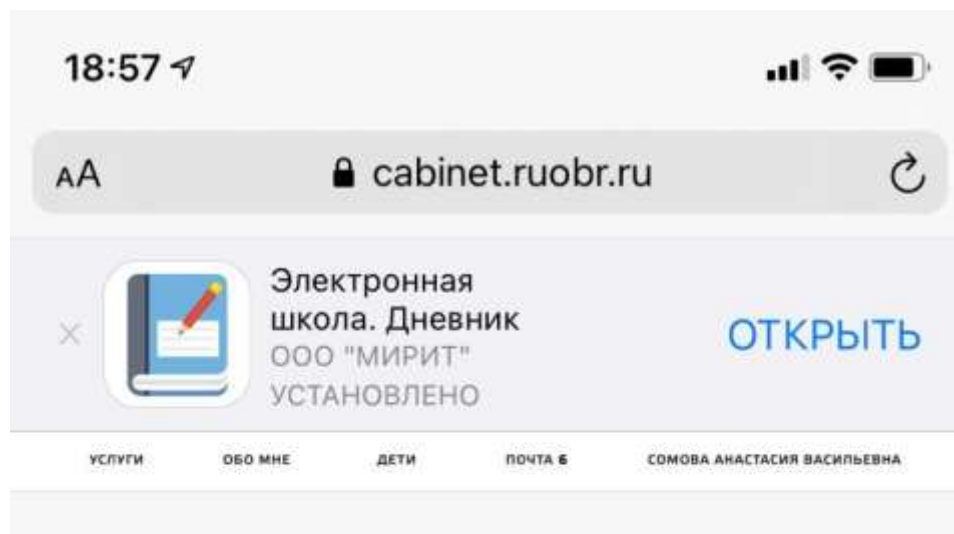 18:57
AA cabinet.ruobr.ru
Электронная
школа. Дневник
ООО "МИРИТ"
УСТАНОВЛЕНО
ОТКРЫТЬ
УСЛУГИ ОБО МНЕ ДЕТИ ПОЧТА 6 СОМОВА АНАСТАСИЯ ВАСИЛЬЕВНА